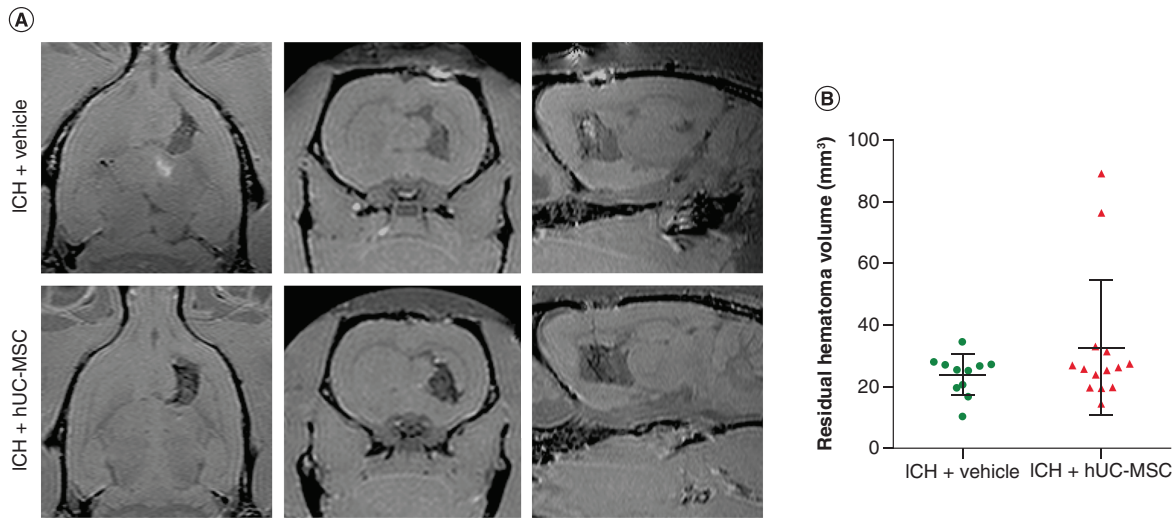 A
ICH + vehicle
ICH + hUC-MSC
B
Residual hematoma volume (mm³)
100
80
60
40
20
0
ICH + vehicle
ICH + hUC-MSC